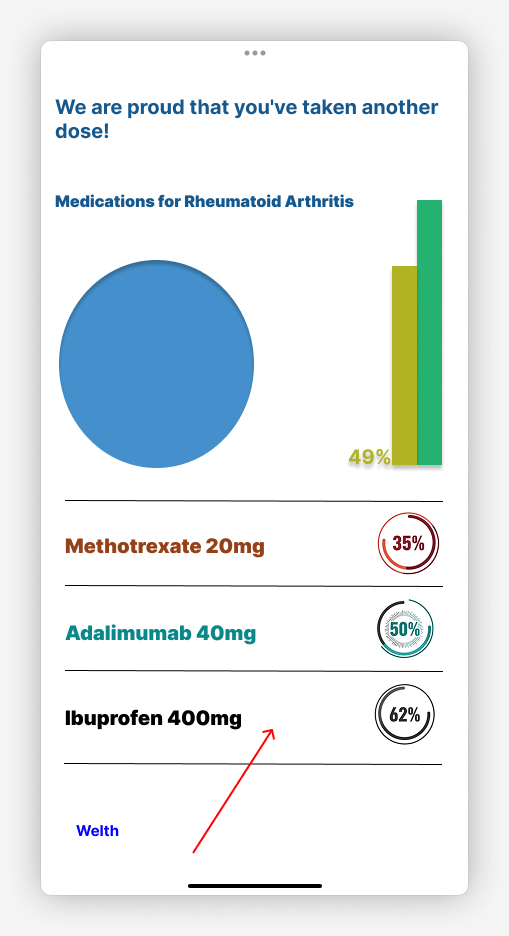 We are proud that you've taken another
dose!
Medications for Rheumatoid Arthritis
49%
Methotrexate 20mg
35%
Adalimumab 40mg
50%
Ibuprofen 400mg
62%
Welth